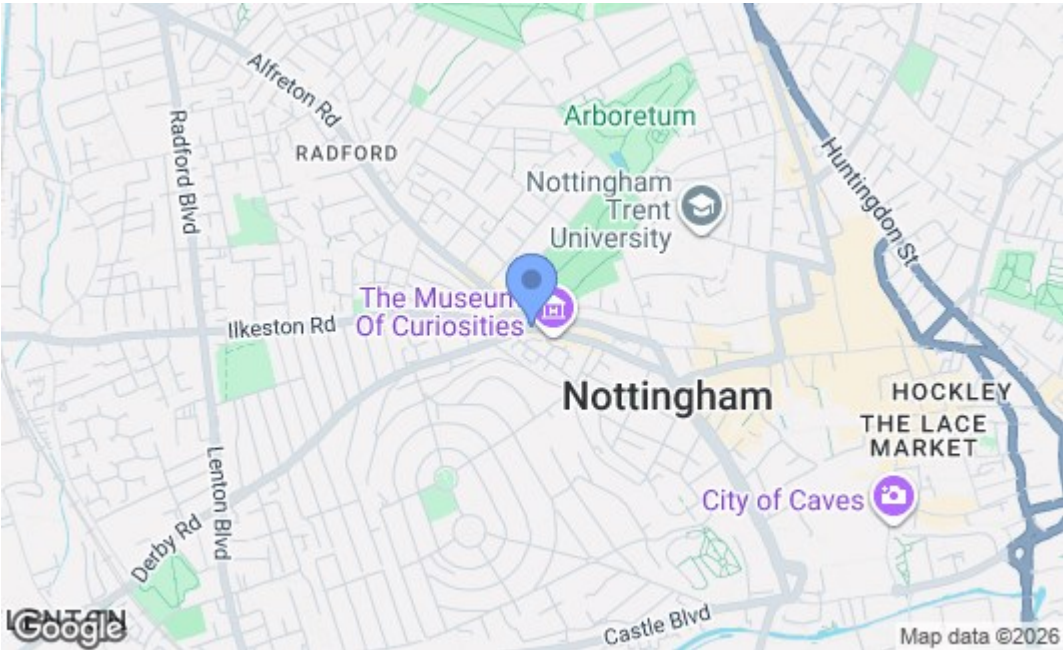 Alfreton Rd
RADFORD
Radford Blvd
Arboretum
Huntingdon St
Nottingham
Trent
University
The Museum
Of Curiosities
Ilkeston Rd
Nottingham
HOCKLEY
THE LACE
MARKET
Lenton Blvd
City of Caves
Derby Rd
LENTON
Google
Castle Blvd
Map data ©2026